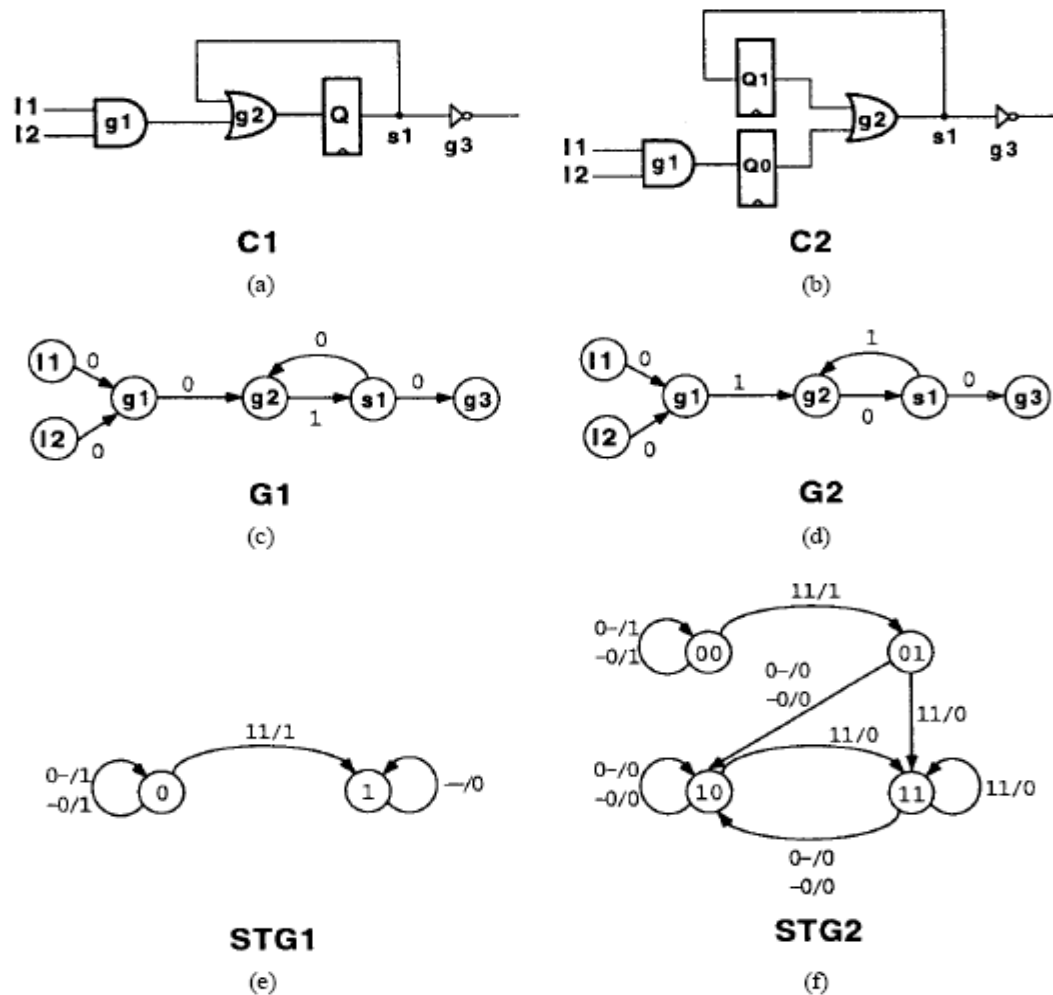 I1
I2
g1
g2
Q
s1
g3
C1
(a)
Q1
I1
I2
g1
Q0
g2
s1
g3
C2
(b)
I1
0
I2
0
g1
0
g2
0
1
s1
0
g3
G1
(c)
I1
0
I2
0
g1
1
g2
1
0
s1
0
g3
G2
(d)
0-/1
-0/1
0
11/1
1
--/0
STG1
(e)
0-/1
-0/1
00
11/1
01
0-/0
-0/0
11/0
0-/0
-0/0
10
11/0
11
11/0
0-/0
-0/0
STG2
(f)